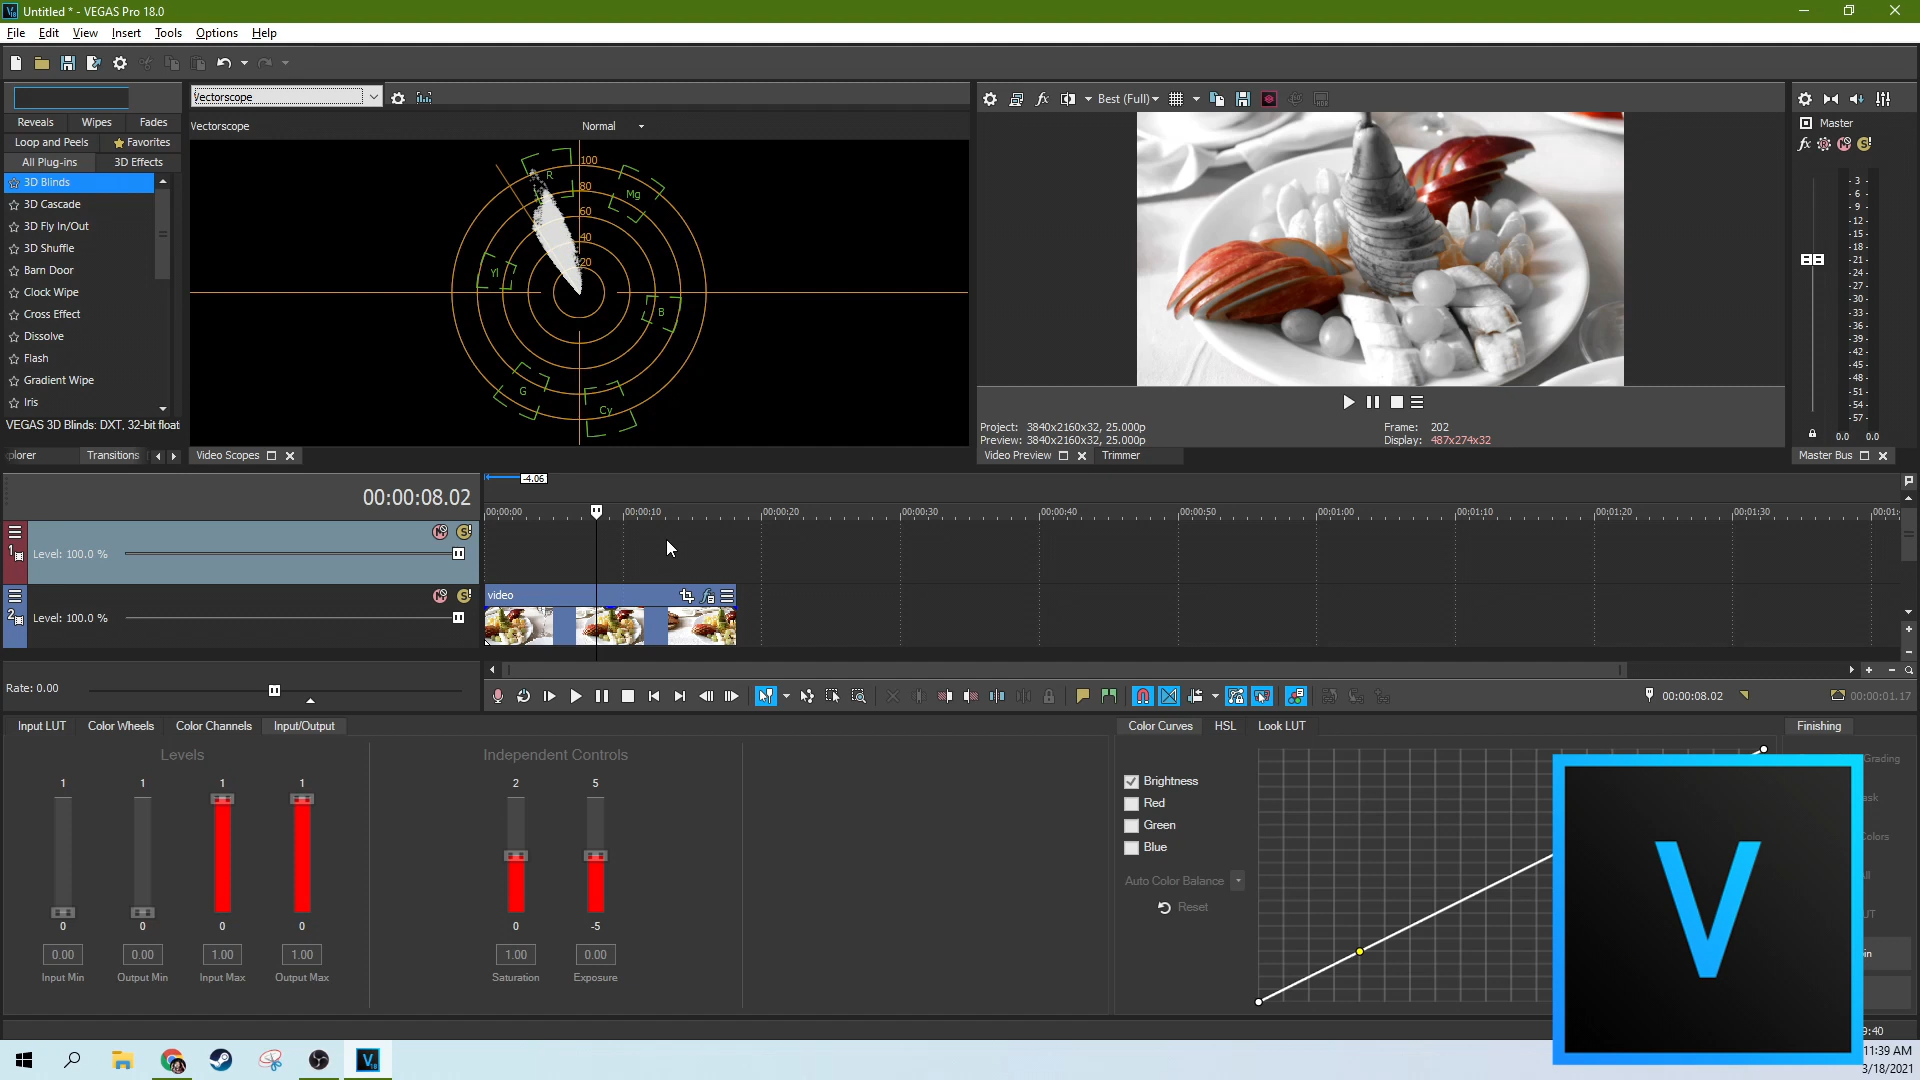 Untitled * - VEGAS Pro 18.0
File Edit View Insert Tools Options Help
Vectorscope
Best (Full)
Reveals Wipes Fades
Loop and Peels Favorites
All Plug-ins 3D Effects
3D Blinds
3D Cascade
3D Fly In/Out
3D Shuffle
Barn Door
Clock Wipe
Cross Effect
Dissolve
Flash
Gradient Wipe
Iris
VEGAS 3D Blinds: DXT, 32-bit float
plorer Transitions
Vectorscope Normal
100
80
60
40
20
R
Mg
Yl
B
G
Cy
Video Scopes
Project: 3840x2160x32, 25.000p
Preview: 3840x2160x32, 25.000p
Frame: 202
Display: 487x274x32
Video Preview Trimmer
Master
-3
-6
-9
-12
-15
-18
-21
-24
-27
-30
-33
-36
-39
-42
-45
-48
-51
-54
-57
0.0 0.0
Master Bus
00:00:08.02
-4.06
00:00:00 00:00:10 00:00:20 00:00:30 00:00:40 00:00:50 00:01:00 00:01:10 00:01:20 00:01:30 00:01:
1
Level: 100.0 %
2
Level: 100.0 %
video
Rate: 0.00
00:00:08.02
00:00:01.17
Input LUT Color Wheels Color Channels Input/Output
Levels
1 1 1 1
0 0 0 0
0.00 0.00 1.00 1.00
Input Min Output Min Input Max Output Max
Independent Controls
2 5
0 -5
1.00 0.00
Saturation Exposure
Color Curves HSL Look LUT
Brightness
Red
Green
Blue
Auto Color Balance
Reset
Finishing
Grading
ask
olors
ll
UT
in
V
9:40
11:39 AM
3/18/2021